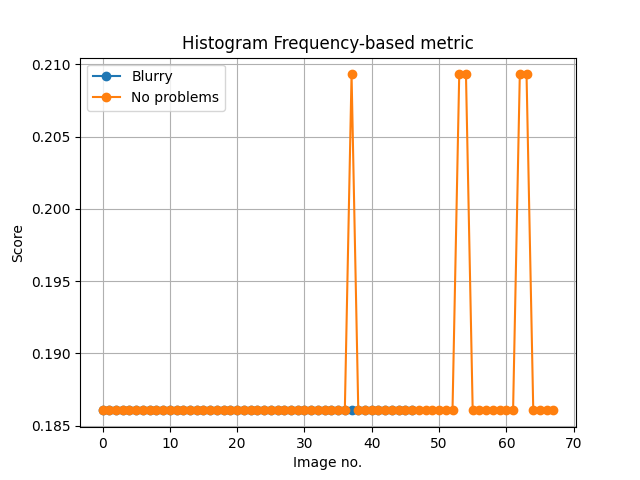 Histogram Frequency-based metric
Blurry
No problems
0.210
0.205
0.200
0.195
0.190
0.185
Score
0 10 20 30 40 50 60 70
Image no.